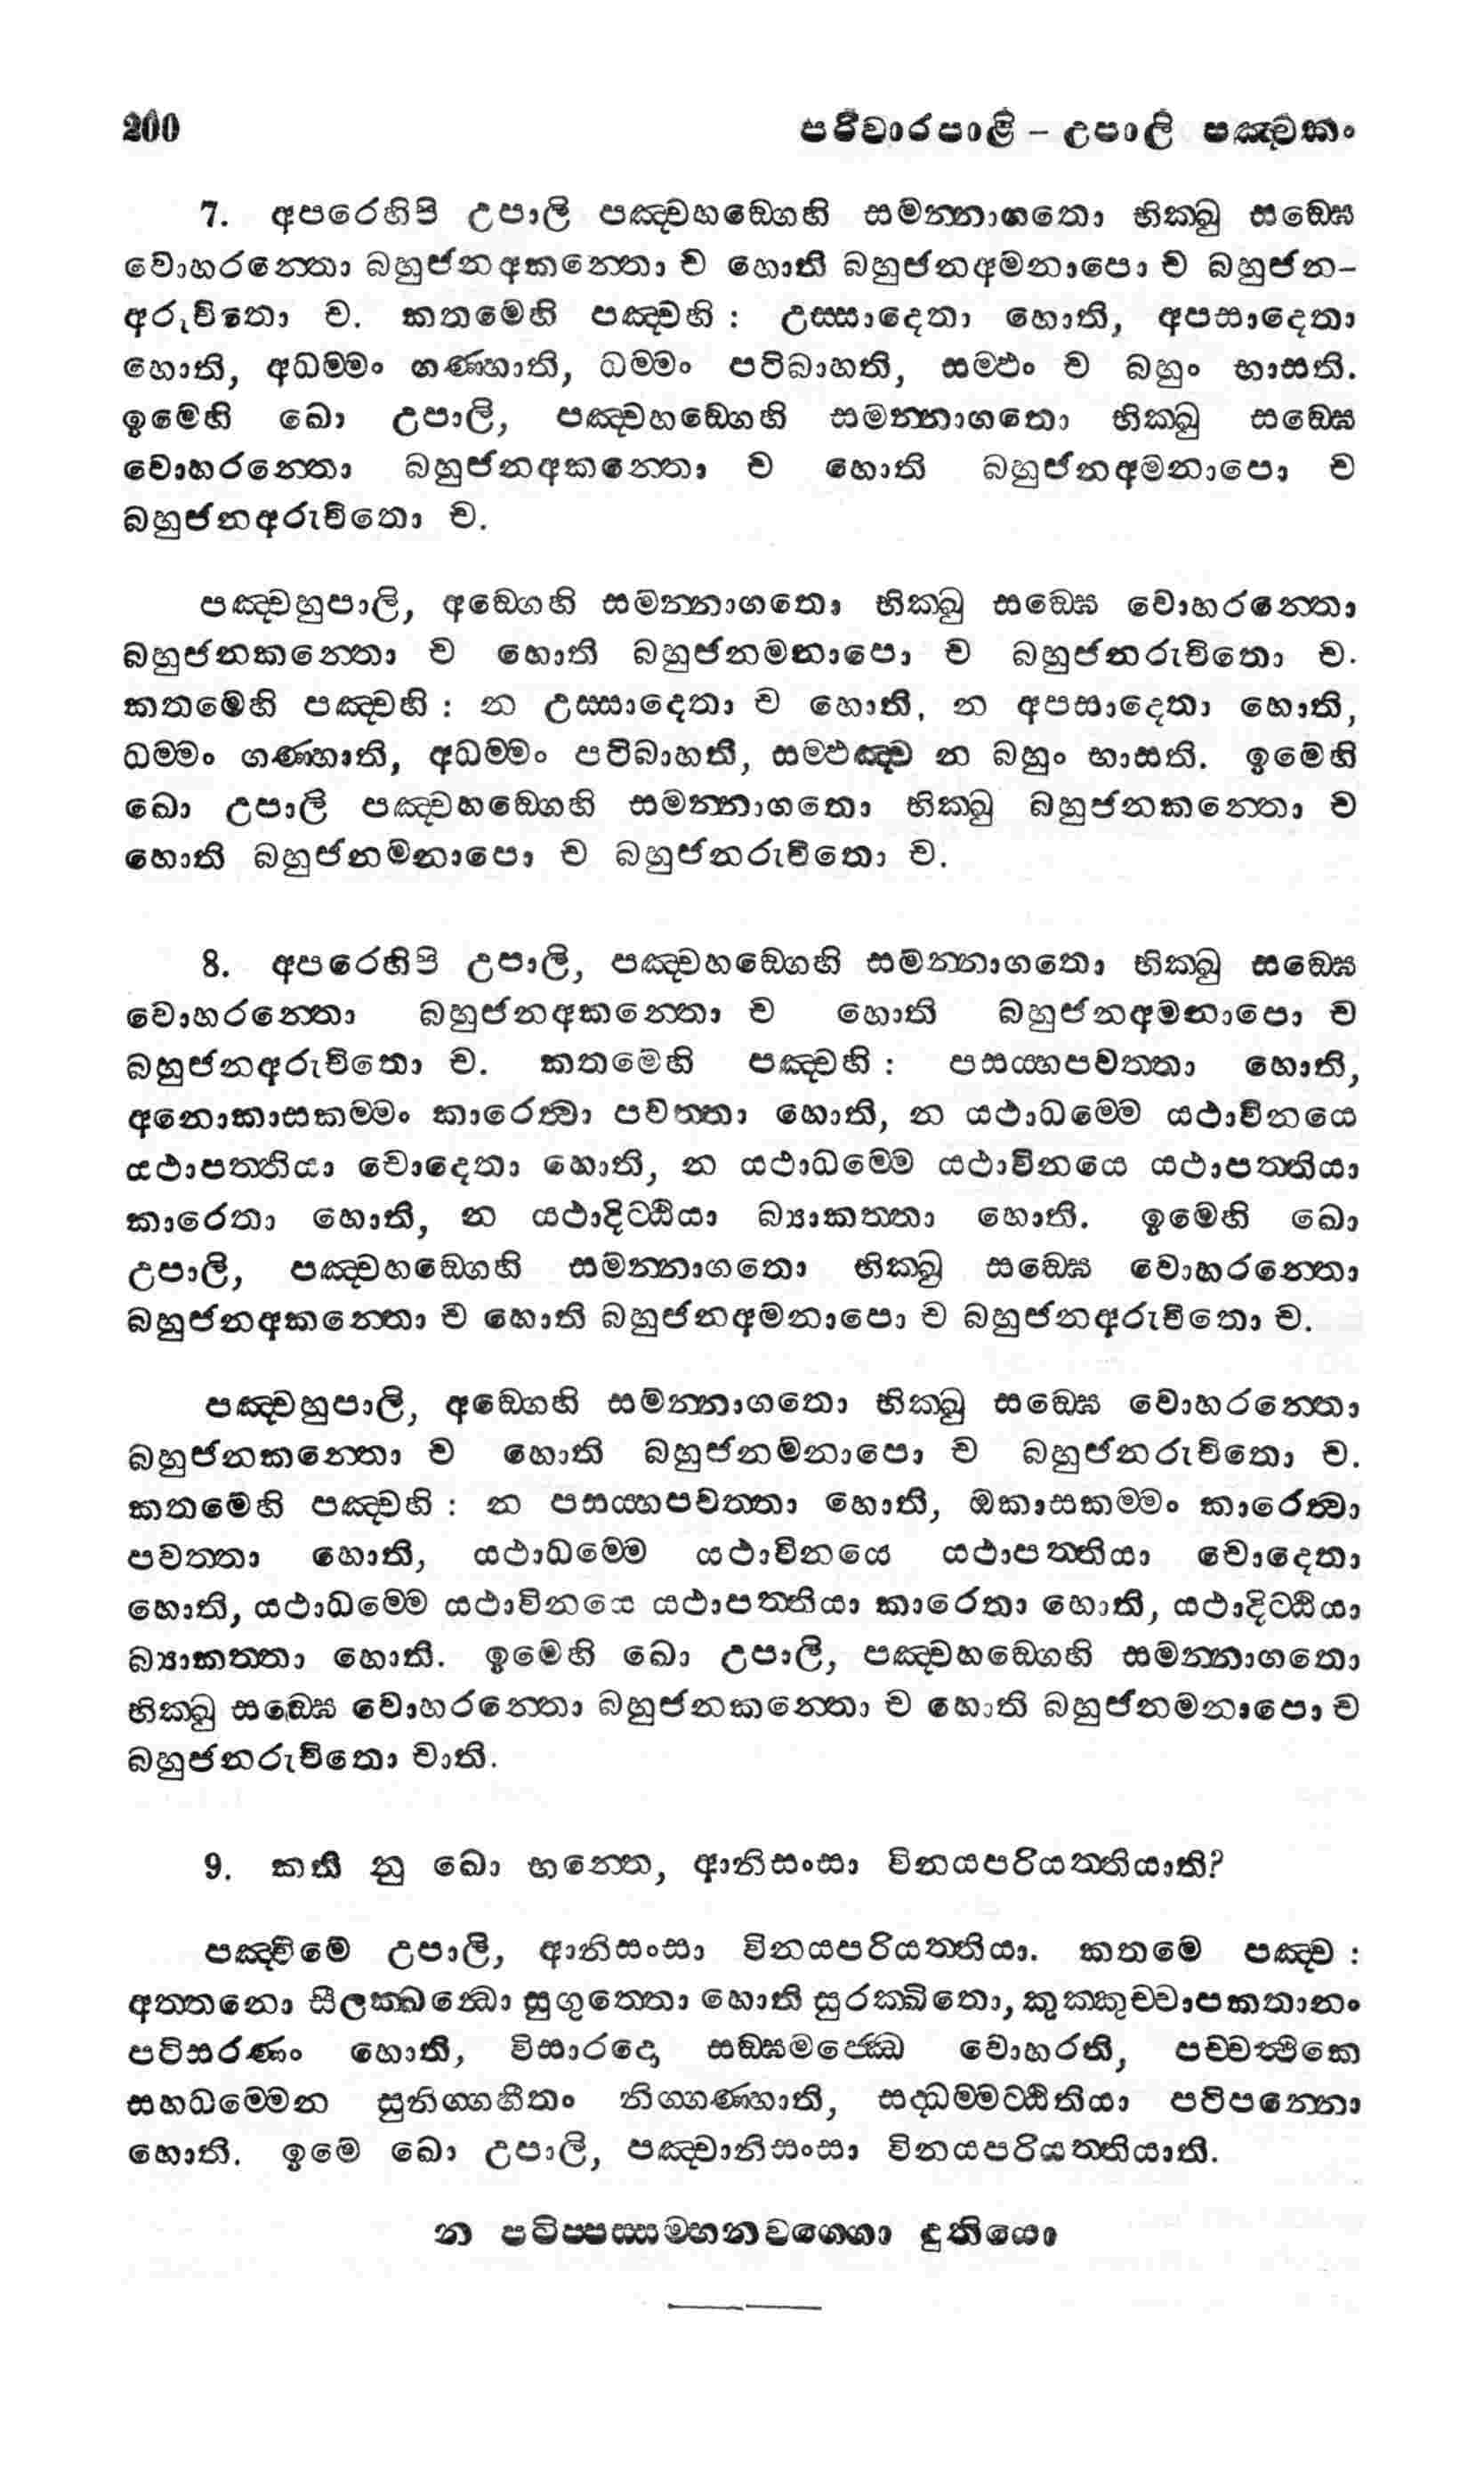 200 පරිවාරපාළි – උපාලි පඤ්චකං
7. අපරෙහිපි උපාලි පඤ්චහඞ්ගෙහි සමන්නාගතො භික්ඛු සඞ්ඝෙ
වොහරන්තො බහුජනඅකන්තො ච හොති බහුජනඅමනාපො ච බහුජන-
අරුචිතො ච. කතමෙහි පඤ්චහි : උස්සාදෙතා හොති, අපසාදෙතා
හොති, අධම්මං ගණ්හාති, ධම්මං පටිබාහති, සම්ඵං ච බහුං භාසති.
ඉමෙහි ඛො උපාලි, පඤ්චහඞ්ගෙහි සමන්නාගතො භික්ඛු සඞ්ඝෙ
වොහරන්තො බහුජනඅකන්තො ච හොති බහුජනඅමනාපො ච
බහුජනඅරුචිතො ච.
පඤ්චහුපාලි, අඞ්ගෙහි සමන්නාගතො භික්ඛු සඞ්ඝෙ වොහරන්තො
බහුජනකන්තො ච හොති බහුජනමනාපො ච බහුජනරුචිතො ච.
කතමෙහි පඤ්චහි : න උස්සාදෙතා ච හොති, න අපසාදෙතා හොති,
ධම්මං ගණ්හාති, අධම්මං පටිබාහති, සම්ඵඤ්ච න බහුං භාසති. ඉමෙහි
ඛො උපාලි පඤ්චහඞ්ගෙහි සමන්නාගතො භික්ඛු බහුජනකන්තො ච
හොති බහුජනමනාපො ච බහුජනරුචිතො ච.
8. අපරෙහිපි උපාලි, පඤ්චහඞ්ගෙහි සමන්නාගතො භික්ඛු සඞ්ඝෙ
වොහරන්තො බහුජනඅකන්තො ච හොති බහුජනඅමනාපො ච
බහුජනඅරුචිතො ච. කතමෙහි පඤ්චහි : පසය්හපවත්තා හොති,
අනොකාසකම්මං කාරෙත්වා පවත්තා හොති, න යථාධම්මෙ යථාවිනයෙ
යථාපත්තියා චොදෙතා හොති, න යථාධම්මෙ යථාවිනයෙ යථාපත්තියා
කාරෙතා හොති, න යථාදිට්ඨියා බ්‍යාකත්තා හොති. ඉමෙහි ඛො
උපාලි, පඤ්චහඞ්ගෙහි සමන්නාගතො භික්ඛු සඞ්ඝෙ වොහරන්තො
බහුජනඅකන්තො ච හොති බහුජනඅමනාපො ච බහුජනඅරුචිතො ච.
පඤ්චහුපාලි, අඞ්ගෙහි සමන්නාගතො භික්ඛු සඞ්ඝෙ වොහරන්තො
බහුජනකන්තො ච හොති බහුජනමනාපො ච බහුජනරුචිතො ච.
කතමෙහි පඤ්චහි : න පසය්හපවත්තා හොති, ඔකාසකම්මං කාරෙත්වා
පවත්තා හොති, යථාධම්මෙ යථාවිනයෙ යථාපත්තියා චොදෙතා
හොති, යථාධම්මෙ යථාවිනයෙ යථාපත්තියා කාරෙතා හොති, යථාදිට්ඨියා
බ්‍යාකත්තා හොති. ඉමෙහි ඛො උපාලි, පඤ්චහඞ්ගෙහි සමන්නාගතො
භික්ඛු සඞ්ඝෙ වොහරන්තො බහුජනකන්තො ච හොති බහුජනමනාපො ච
බහුජනරුචිතො චාති.
9. කති නු ඛො භන්තෙ, ආනිසංසා විනයපරියත්තියාති?
පඤ්චිමෙ උපාලි, ආනිසංසා විනයපරියත්තියා. කතමෙ පඤ්ච :
අත්තනො සීලක්ඛන්ධො සුගුත්තො හොති සුරක්ඛිතො, කුක්කුච්චාපකතානං
පටිසරණං හොති, විසාරදො සඞ්ඝමජ්ඣෙ වොහරති, පච්චත්ථිකෙ
සහධම්මෙන සුනිග්ගහීතං නිග්ගණ්හාති, සද්ධම්මට්ඨිතියා පටිපන්නො
හොති. ඉමෙ ඛො උපාලි, පඤ්චානිසංසා විනයපරියත්තියාති.
න පටිප්පස්සම්භනවග්ගො දුතියො